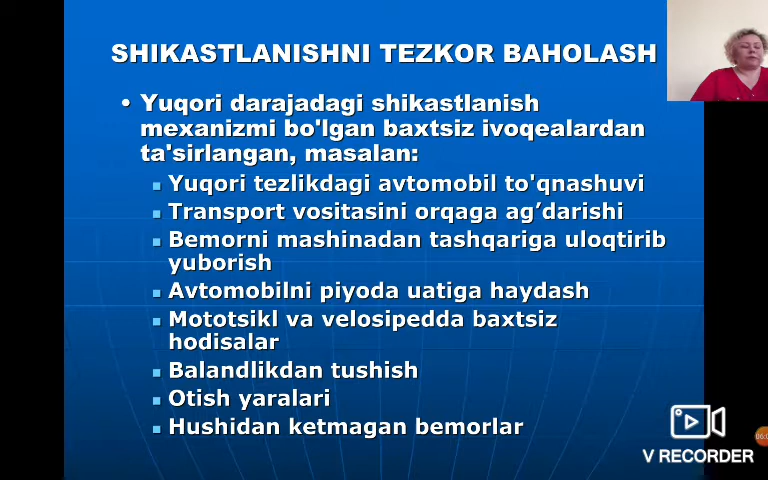 SHIKASTLANISHNI TEZKOR BAHOLASH
• Yuqori darajadagi shikastlanish
mexanizmi bo'lgan baxtsiz ivoqealardan
ta'sirlangan, masalan:
Yuqori tezlikdagi avtomobil to'qnashuvi
Transport vositasini orqaga ag’darishi
Bemorni mashinadan tashqariga uloqtirib
yuborish
Avtomobilni piyoda uatiga haydash
Mototsikl va velosipedda baxtsiz
hodisalar
Balandlikdan tushish
Otish yaralari
Hushidan ketmagan bemorlar
V RECORDER